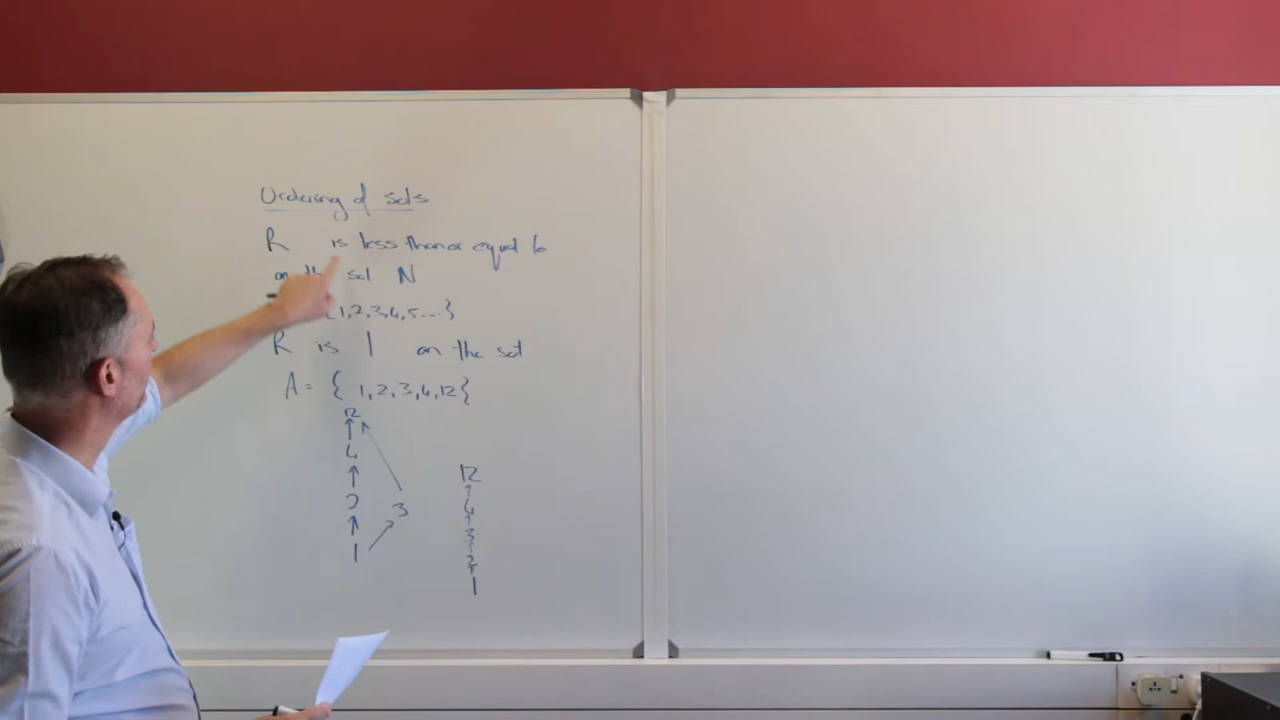 Ordering of sets
R is less than or equal to
on the set N
{1,2,3,4,5...}
R is | on the set
A = { 1,2,3,4,12}
12
4
2
3
1
12
4
3
2
1